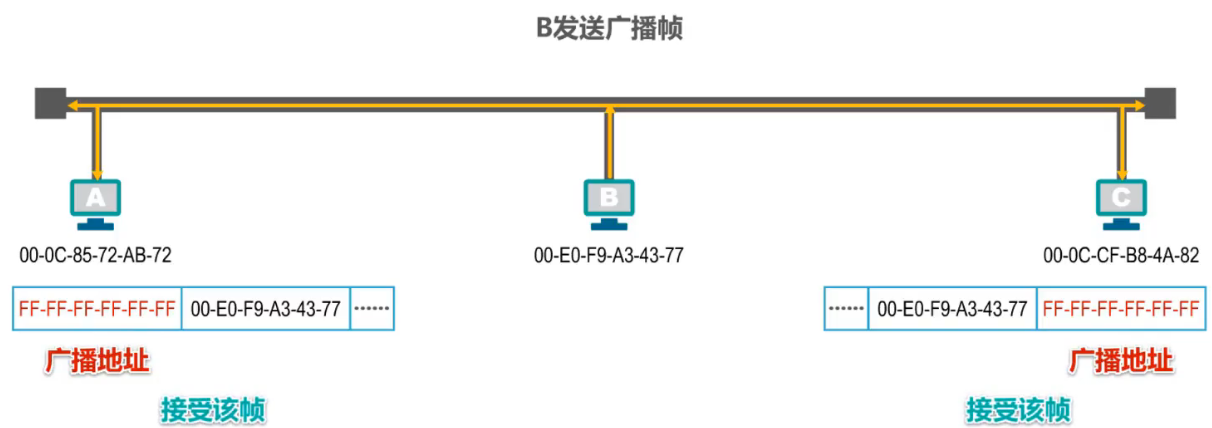 B发送广播帧
A
B
C
00-0C-85-72-AB-72
00-E0-F9-A3-43-77
00-0C-CF-B8-4A-82
FF-FF-FF-FF-FF-FF 00-E0-F9-A3-43-77 ······
······ 00-E0-F9-A3-43-77 FF-FF-FF-FF-FF-FF
广播地址
广播地址
接受该帧
接受该帧